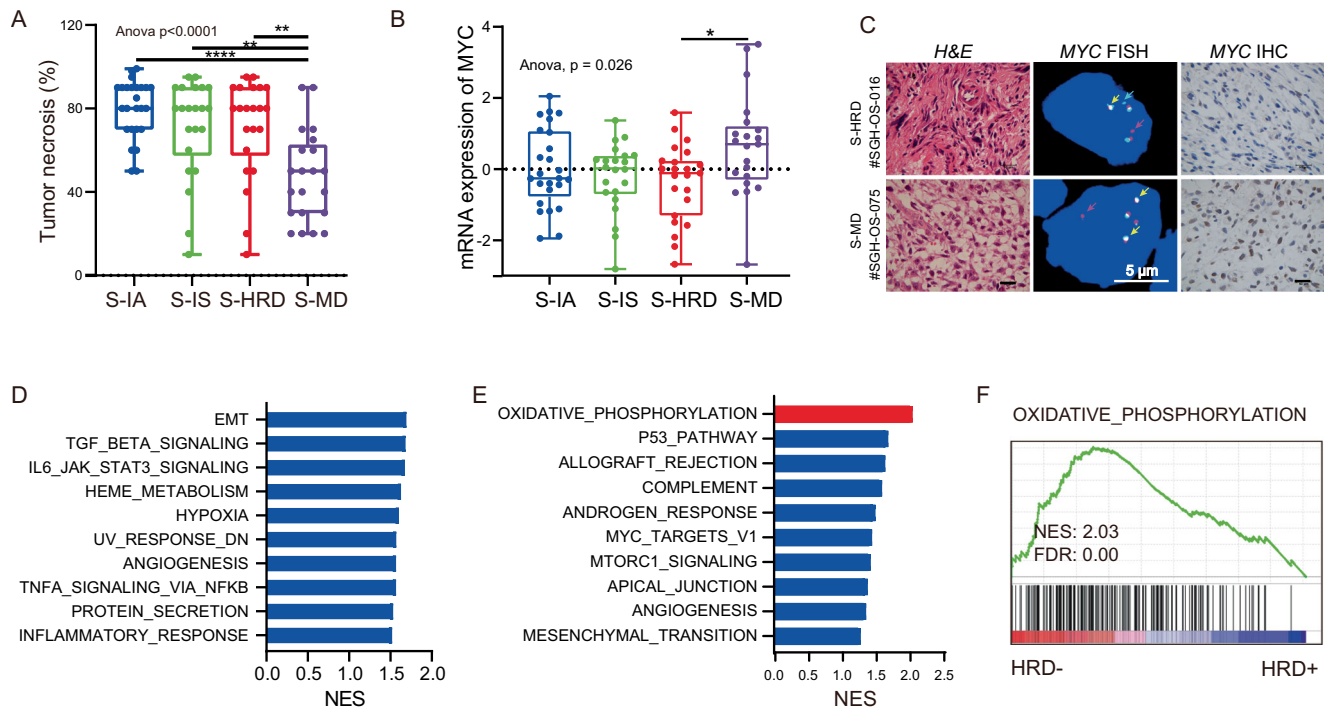 A
Anova p<0.0001
**
**
****
Tumor necrosis (%)
120
80
40
0
S-IA
S-IS
S-HRD
S-MD
B
*
Anova, p = 0.026
mRNA expression of MYC
4
2
0
-2
S-IA
S-IS
S-HRD
S-MD
C
H&E
MYC FISH
MYC IHC
S-HRD
#SGH-OS-016
S-MD
#SGH-OS-075
5 µm
D
EMT
TGF_BETA_SIGNALING
IL6_JAK_STAT3_SIGNALING
HEME_METABOLISM
HYPOXIA
UV_RESPONSE_DN
ANGIOGENESIS
TNFA_SIGNALING_VIA_NFKB
PROTEIN_SECRETION
INFLAMMATORY_RESPONSE
0.0 0.5 1.0 1.5 2.0
NES
E
OXIDATIVE_PHOSPHORYLATION
P53_PATHWAY
ALLOGRAFT_REJECTION
COMPLEMENT
ANDROGEN_RESPONSE
MYC_TARGETS_V1
MTORC1_SIGNALING
APICAL_JUNCTION
ANGIOGENESIS
MESENCHYMAL_TRANSITION
0.0 0.5 1.0 1.5 2.0 2.5
NES
F
OXIDATIVE_PHOSPHORYLATION
NES: 2.03
FDR: 0.00
HRD-
HRD+